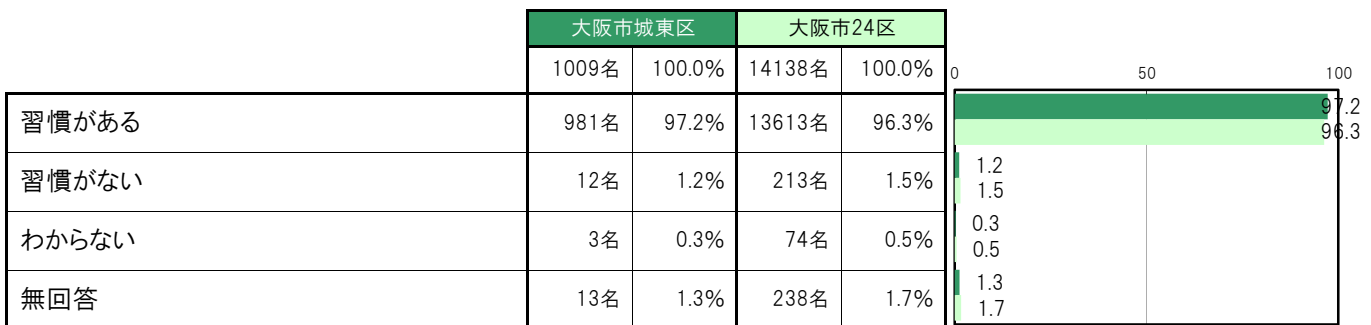 大阪市城東区 大阪市24区
1009名 100.0% 14138名 100.0% 0 50 100
習慣がある 981名 97.2% 13613名 96.3% 97.2
96.3
習慣がない 12名 1.2% 213名 1.5% 1.2
1.5
わからない 3名 0.3% 74名 0.5% 0.3
0.5
無回答 13名 1.3% 238名 1.7% 1.3
1.7